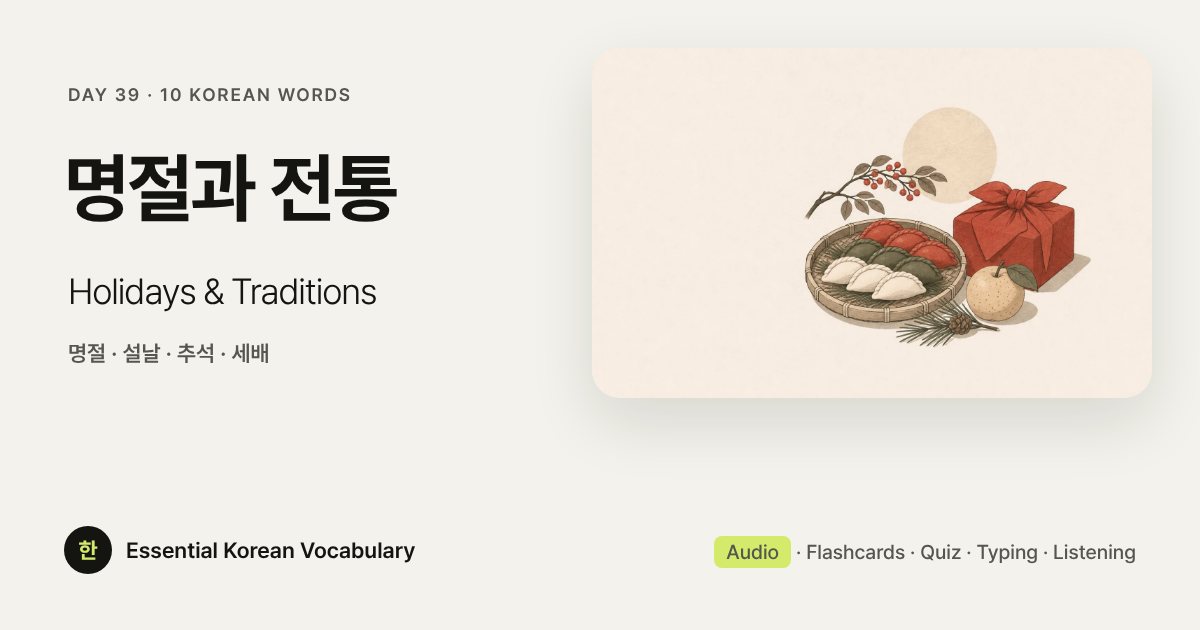 DAY 39 · 10 KOREAN WORDS
명절과 전통
Holidays & Traditions
명절 · 설날 · 추석 · 세배
한 Essential Korean Vocabulary
Audio · Flashcards · Quiz · Typing · Listening